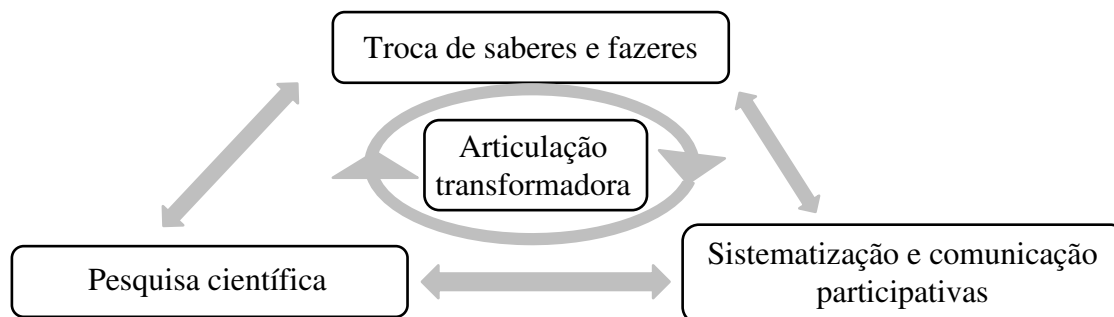 Troca de saberes e fazeres
Articulação
transformadora
Pesquisa científica
Sistematização e comunicação
participativas